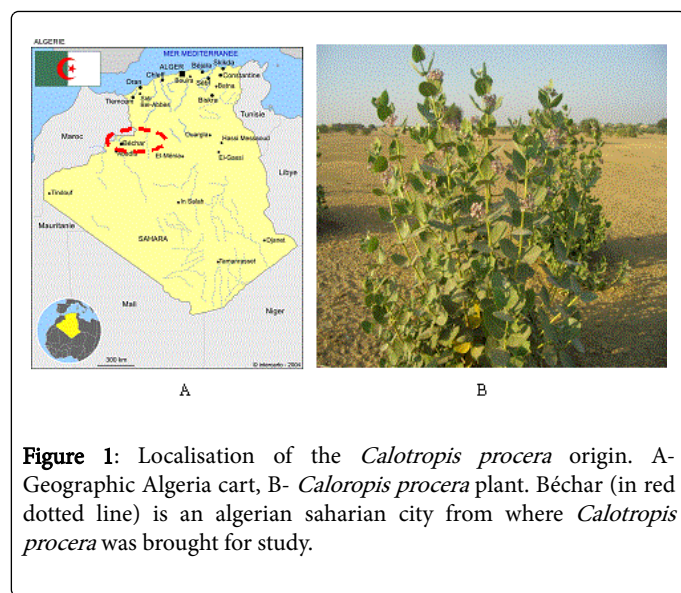 ALGERIE
MER MEDITERRANEE
ALGER
Béjaia
Skikda
Chleff
Bouira
Sétif
Constantine
Oran
Batna
Sidi
Bel-Abbès
Tlemcen
Biskra
Tunisie
Maroc
Ouargla
Hassi Messaoud
Béchar
Abadla
El-Ménia
El-Gassi
Libye
Tindouf
In Salah
Mauritanie
SAHARA
Djanet
Tamanrasset
Mali
Niger
300 km
© intercarto - 2004
A
B
Figure 1: Localisation of the Calotropis procera origin. A-
Geographic Algeria cart, B- Caloropis procera plant. Béchar (in red
dotted line) is an algerian saharian city from where Calotropis
procera was brought for study.